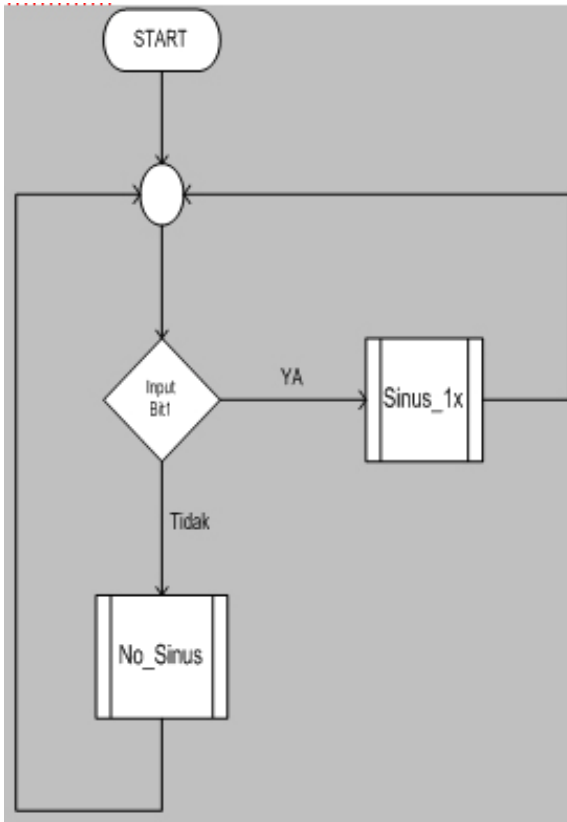 START
Input
Bit1
YA
Sinus_1x
Tidak
No_Sinus